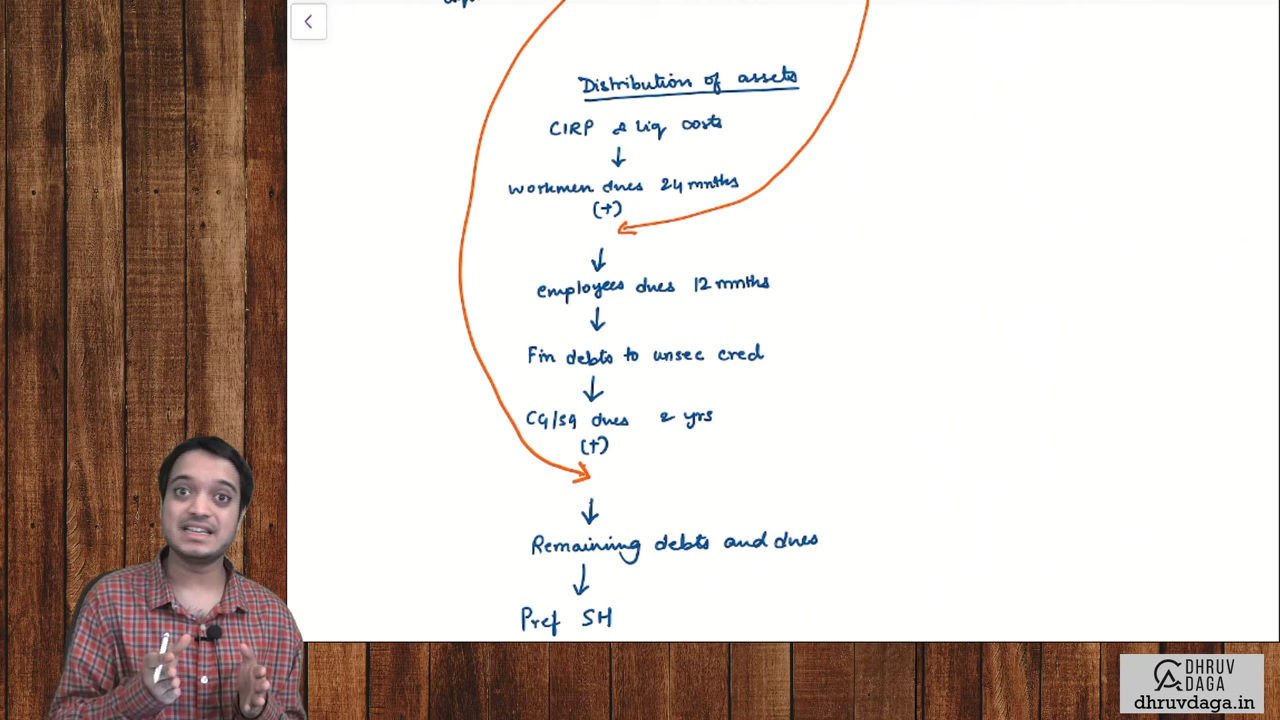 Distribution of assets
CIRP & liq costs
↓
workmen dues 24 mnths
(+)
↓
employees dues 12 mnths
↓
Fin debts to unsec cred
↓
CG/SG dues 2 yrs
(+)
↓
Remaining debts and dues
↓
Pref SH
DHRUV
DAGA
dhruvdaga.in